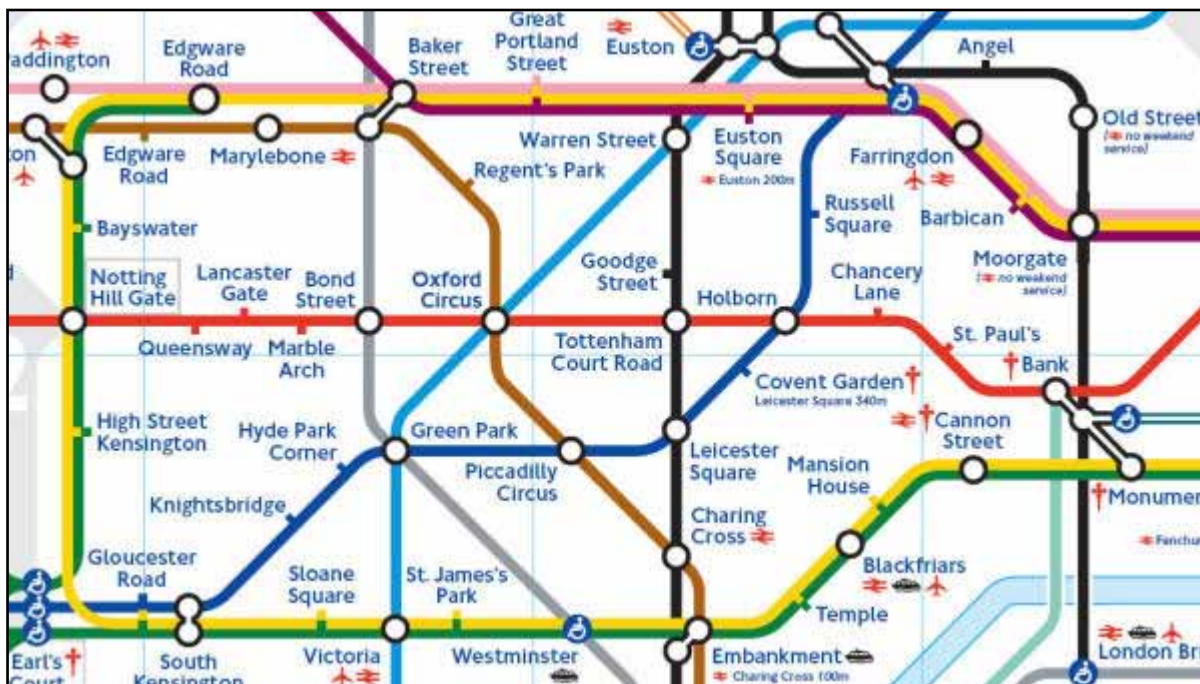 addington
Edgware
Road
Baker
Street
Great
Portland
Street
Euston
Angel
Old Street
( no weekend
service)
ton
Edgware
Road
Marylebone
Regent's Park
Warren Street
Euston
Square
Euston 200m
Farringdon
Barbican
Russell
Square
Bayswater
Moorgate
( no weekend
service)
Goodge
Street
Chancery
Lane
Notting
Hill Gate
Lancaster
Gate
Bond
Street
Oxford
Circus
Holborn
St. Paul's
Queensway
Marble
Arch
Tottenham
Court Road
Bank
Covent Garden
Leicester Square 340m
Cannon
Street
High Street
Kensington
Hyde Park
Corner
Green Park
Piccadilly
Circus
Leicester
Square
Mansion
House
Knightsbridge
Charing
Cross
Monumen
Fenchur
Gloucester
Road
Sloane
Square
St. James's
Park
Blackfriars
Temple
Earl's
Court
South
Kensington
Victoria
Westminster
Embankment
Charing Cross 100m
London Bri